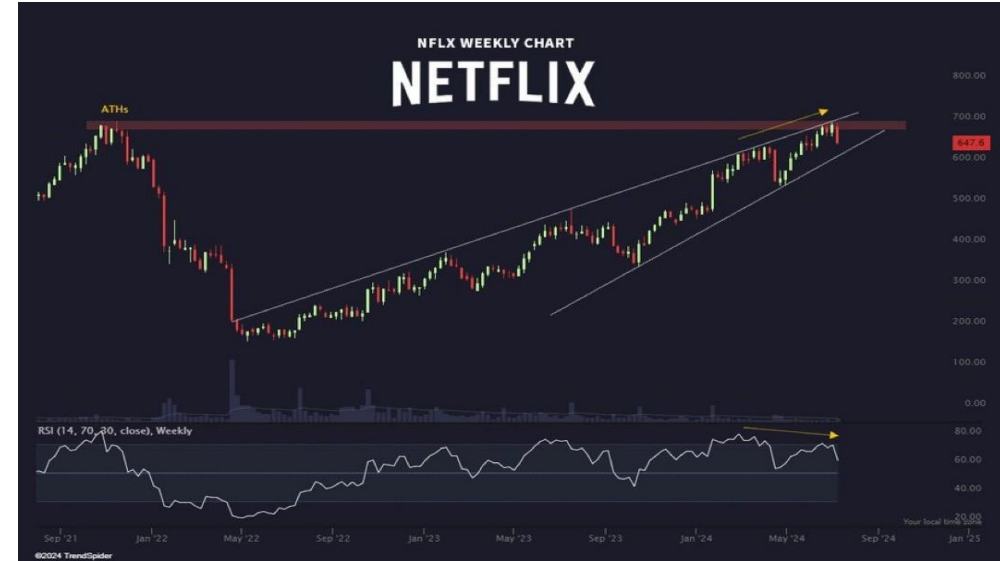 NFLX WEEKLY CHART
NETFLIX
ATHs
800.00
700.00
647.6
600.00
500.00
400.00
300.00
200.00
100.00
0.00
RSI (14, 70, 30, close), Weekly
80.00
60.00
40.00
20.00
Your local time zone
Sep '21 Jan '22 May '22 Sep '22 Jan '23 May '23 Sep '23 Jan '24 May '24 Sep '24 Jan '25
©2024 TrendSpider